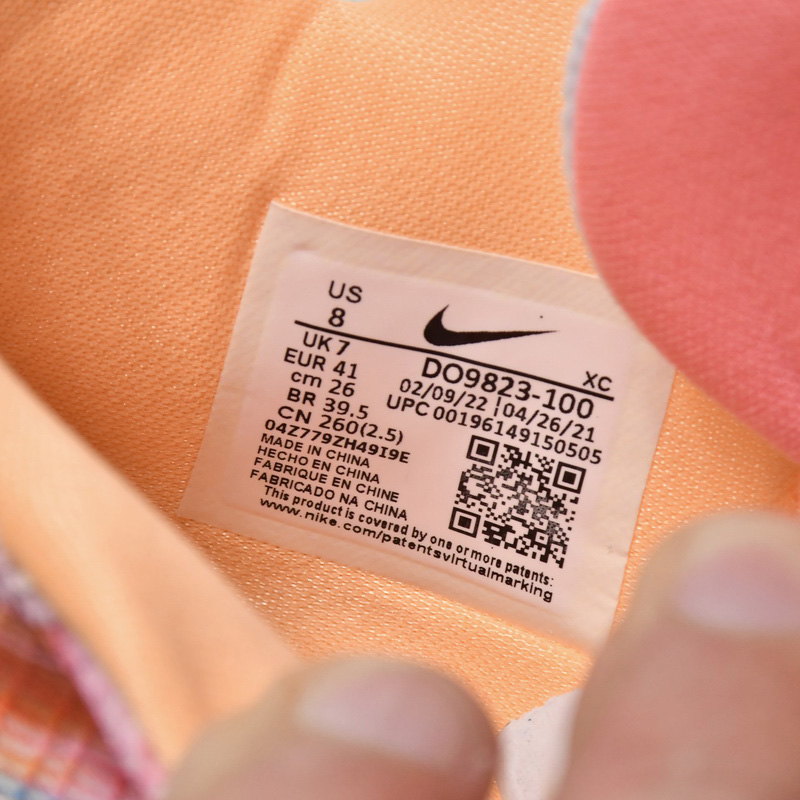 US
8
UK 7
EUR 41
cm 26
BR 39.5
CN 260(2.5)
04Z779ZH49I9E
MADE IN CHINA
HECHO EN CHINA
FABRIQUE EN CHINE
FABRICADO NA CHINA
XC
DO9823-100
02/09/22 | 04/26/21
UPC 00196149150505
This product is covered by one or more patents:
www.nike.com/patentsvirtualmarking